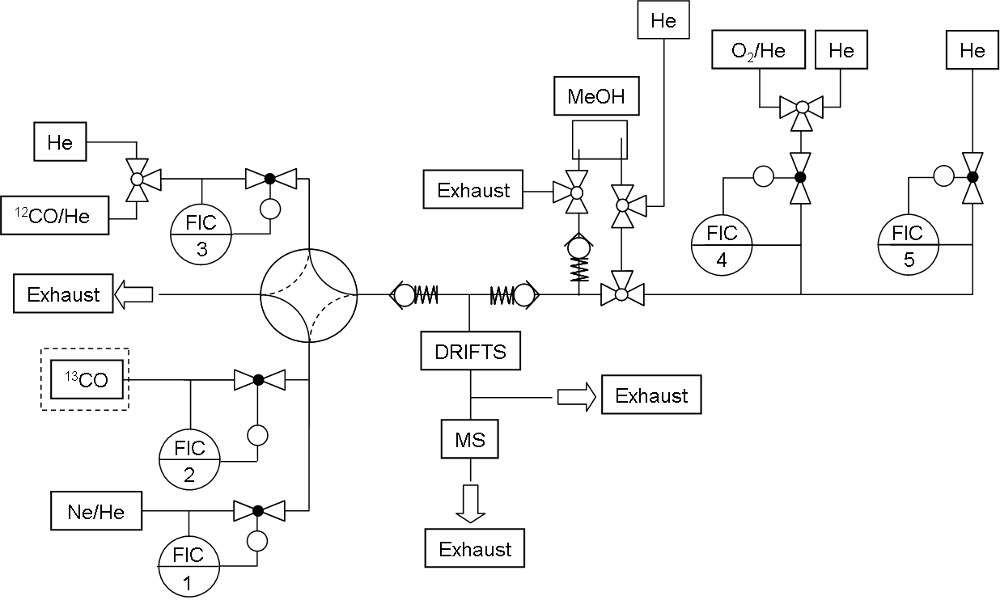 He
O₂/He
He
He
MeOH
He
Exhaust
¹²CO/He
FIC
3
FIC
4
FIC
5
Exhaust
DRIFTS
¹³CO
Exhaust
MS
FIC
2
Ne/He
Exhaust
FIC
1